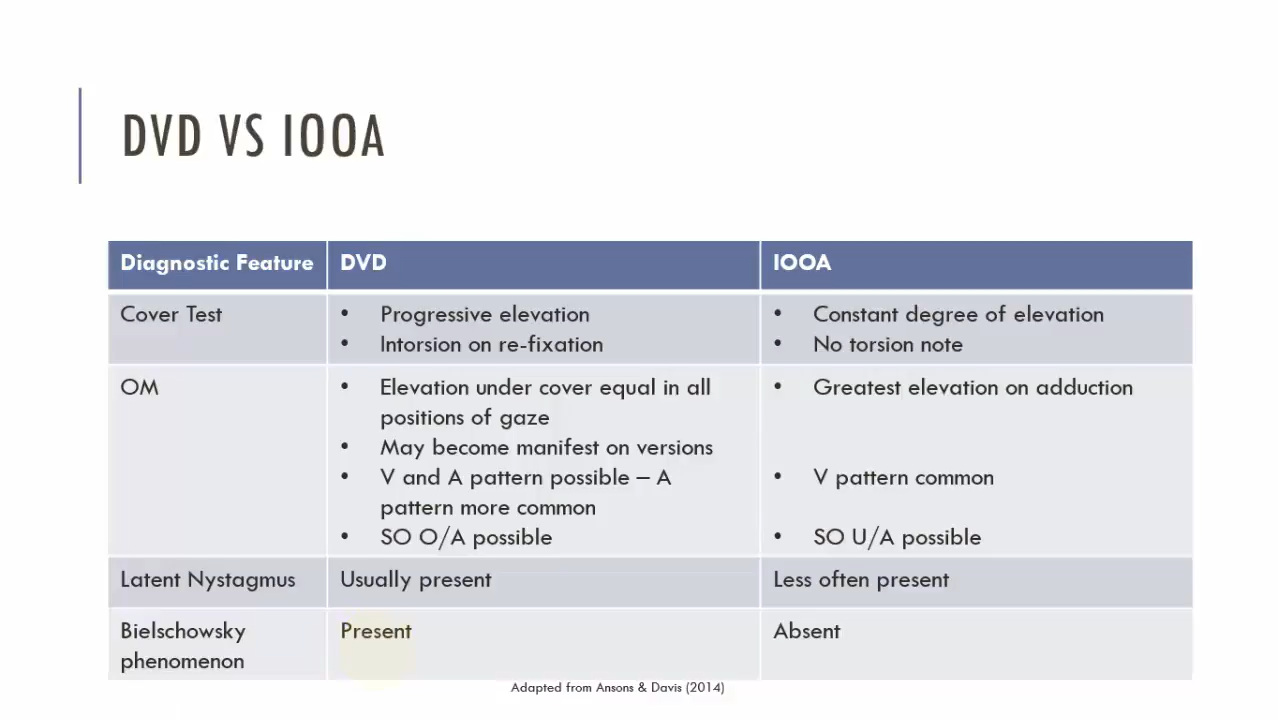 DVD VS IOOA
Diagnostic Feature
DVD
IOOA
Cover Test
• Progressive elevation
• Intorsion on re-fixation
• Constant degree of elevation
• No torsion note
OM
• Elevation under cover equal in all
positions of gaze
• May become manifest on versions
• V and A pattern possible – A
pattern more common
• SO O/A possible
• Greatest elevation on adduction
• V pattern common
• SO U/A possible
Latent Nystagmus
Usually present
Less often present
Bielschowsky
phenomenon
Present
Absent
Adapted from Ansons & Davis (2014)